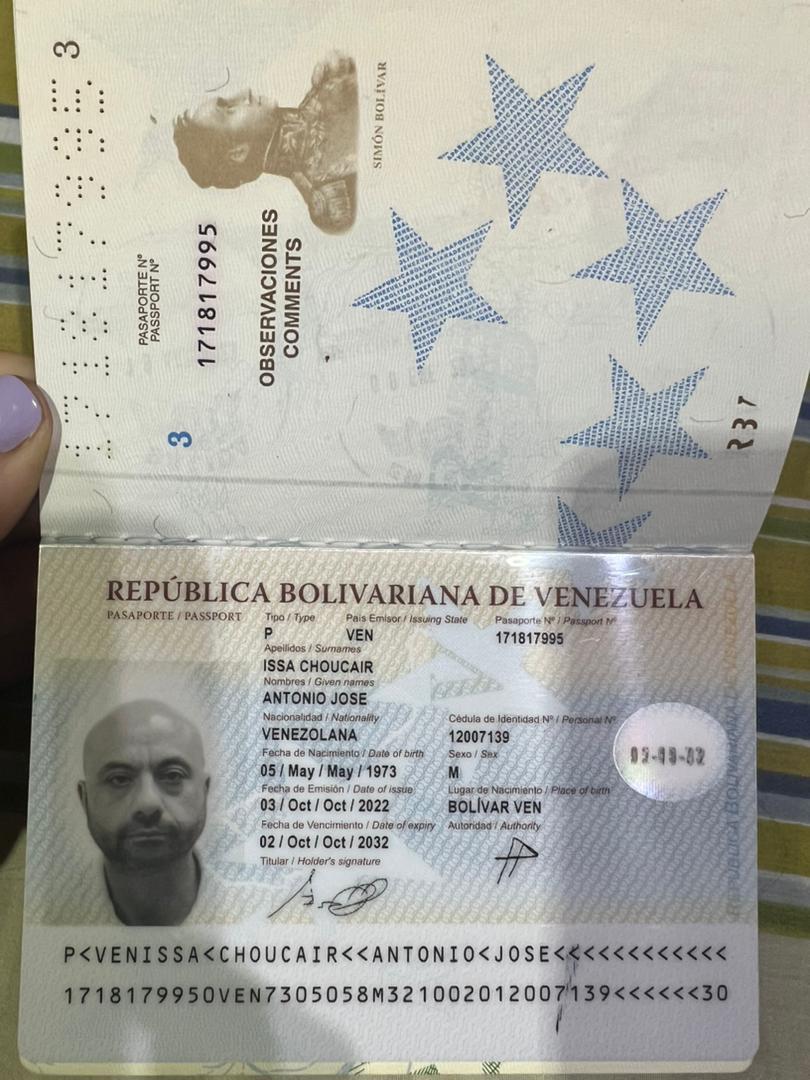 171817995 3
PASAPORTE Nº
PASSPORT Nº
171817995
3
OBSERVACIONES
COMMENTS
SIMÓN BOLÍVAR
REPÚBLICA BOLIVARIANA DE VENEZUELA
PASAPORTE / PASSPORT
Tipo / Type País Emisor / Issuing State Pasaporte Nº / Passport Nº
P VEN 171817995
Apellidos / Surnames
ISSA CHOUCAIR
Nombres / Given names
ANTONIO JOSE
Nacionalidad / Nationality Cédula de Identidad Nº / Personal Nº
VENEZOLANA 12007139
Fecha de Nacimiento / Date of birth Sexo / Sex
05 / May / May / 1973 M
Fecha de Emisión / Date of issue Lugar de Nacimiento / Place of birth
03 / Oct / Oct / 2022 BOLÍVAR VEN
Fecha de Vencimiento / Date of expiry Autoridad / Authority
02 / Oct / Oct / 2032
Titular / Holder's signature
P<VENISSA<CHOUCAIR<<ANTONIO<JOSE<<<<<<<<<<<<
1718179950VEN7305058M321002012007139<<<<<<30